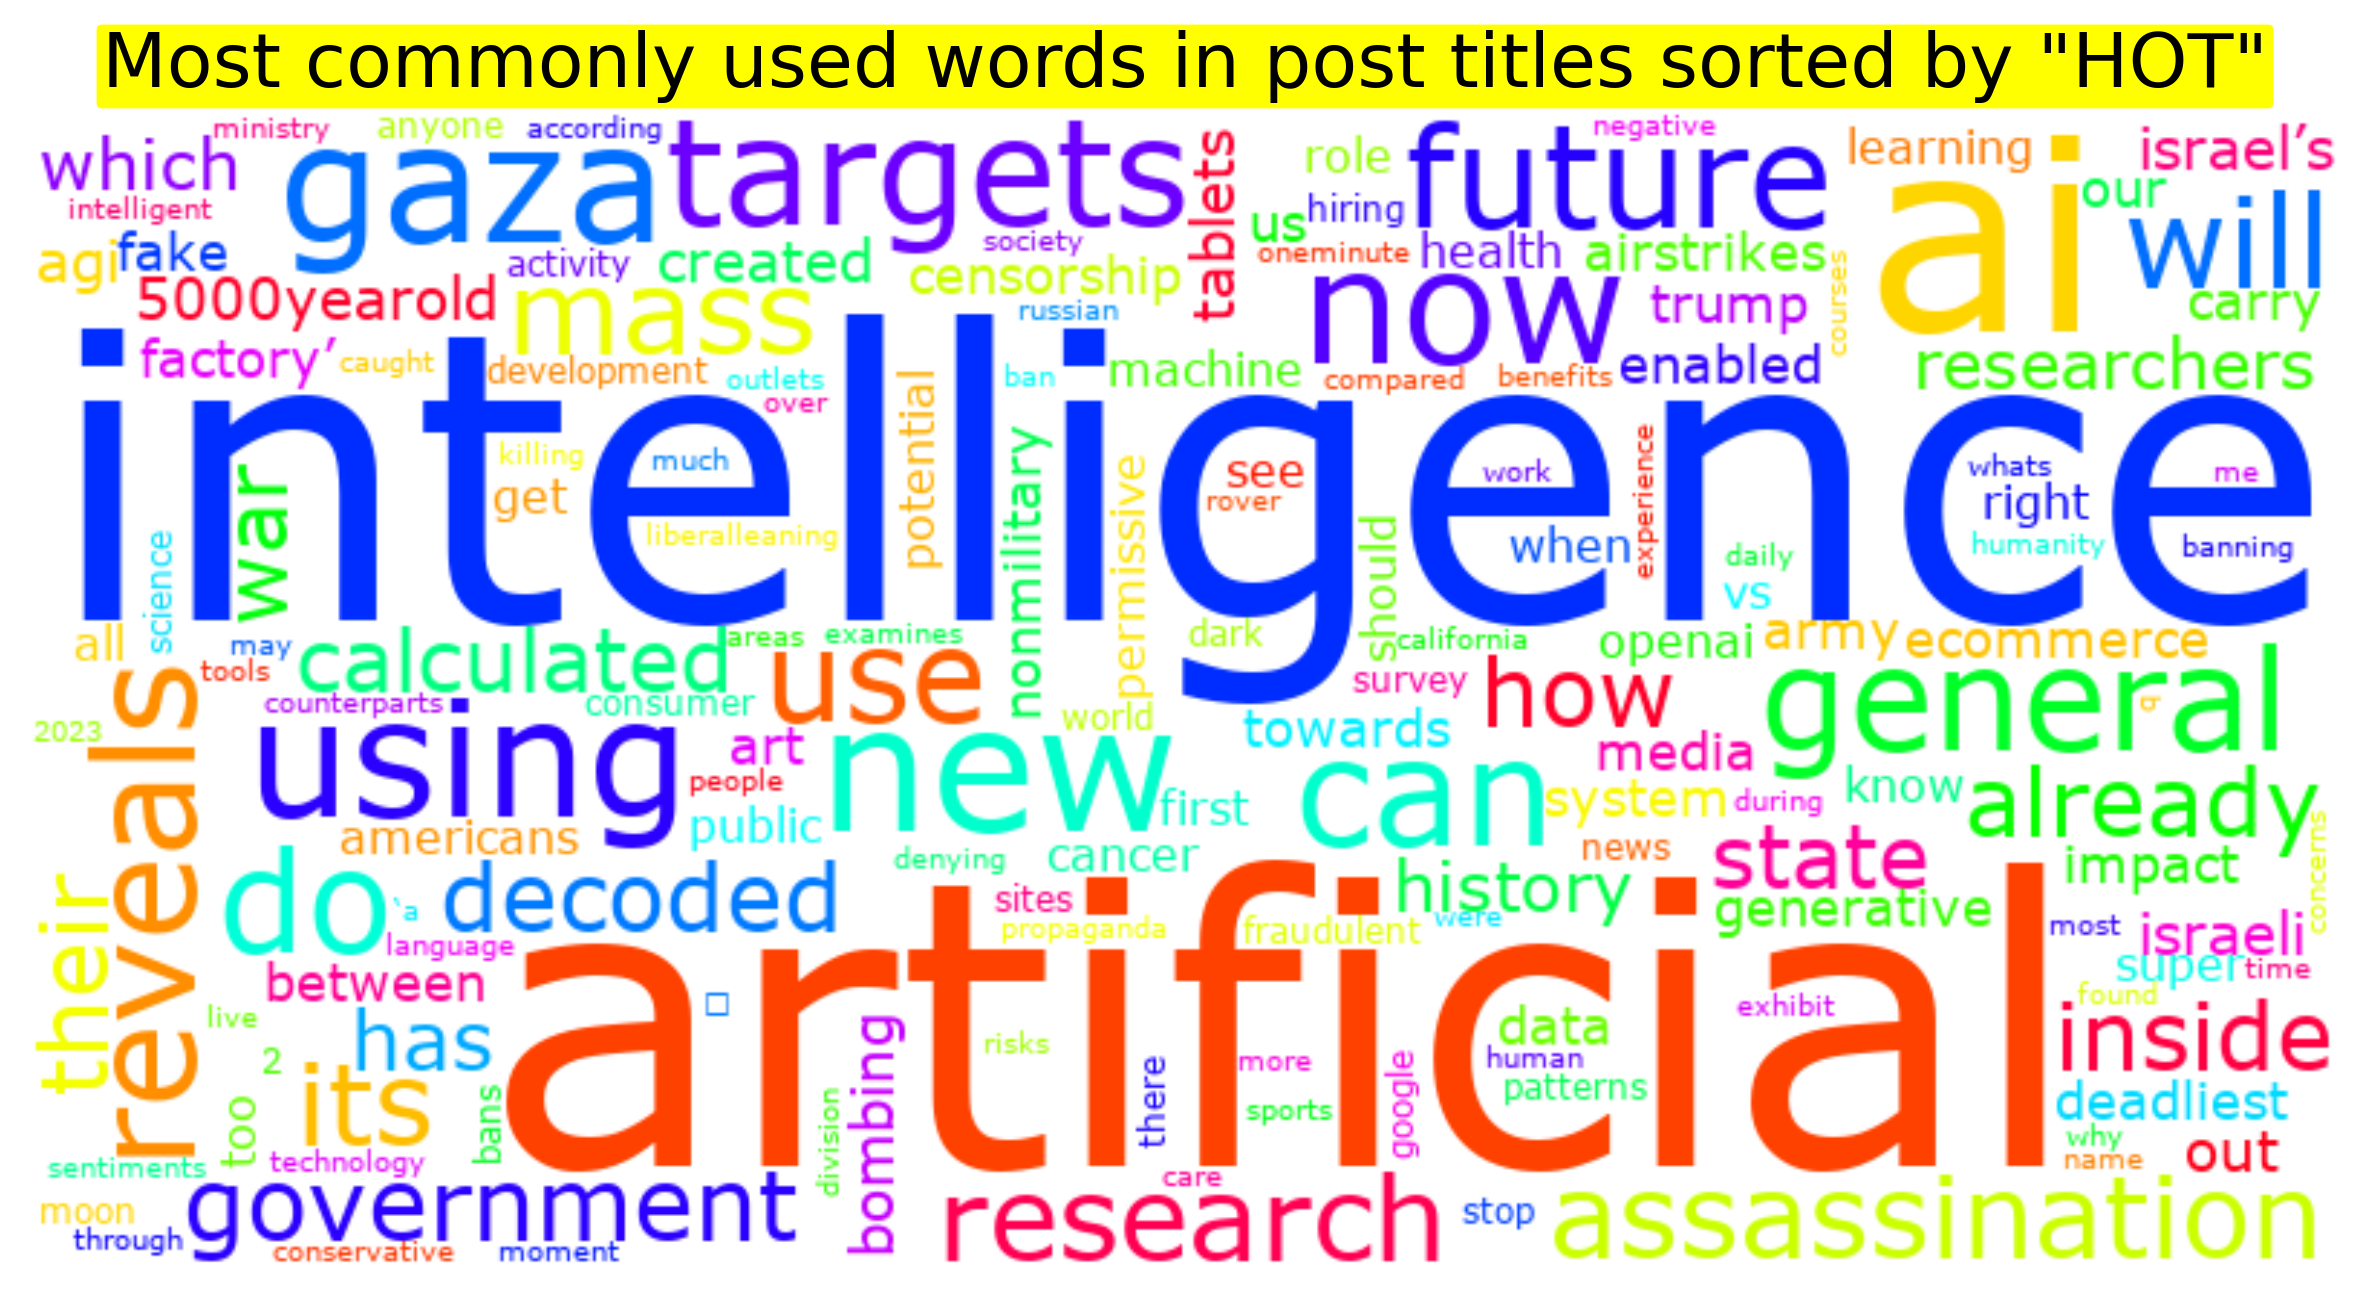 Most commonly used words in post titles sorted by "HOT"
ministry anyone according targets tablets role future negative learning ai israel’s
which gaza hiring our will
intelligent us
agi fake activity created society censorship oneminute health airstrikes courses
5000yearold mass russian now trump carry
factory’ caught development outlets ban machine compared benefits enabled researchers
over
intelligence
war killing much potential nonmilitary permissive see work experience whats me
get rover right
science liberalleaning should when daily humanity banning
vs
all may calculated areas examines dark california openai army ecommerce
tools use survey how general
reveals counterparts consumer world towards q
2023 using art new can media
people first system during know already
americans public news concerns
their do decoded denying cancer history state impact
`a sites fraudulent were generative most israeli
language propaganda super time
between artificial found
live has □ bombing risks data exhibit inside
2 there more google human
its patterns deadliest
too bans division sports why
sentiments technology name out
moon government care research stop assassination
through conservative moment